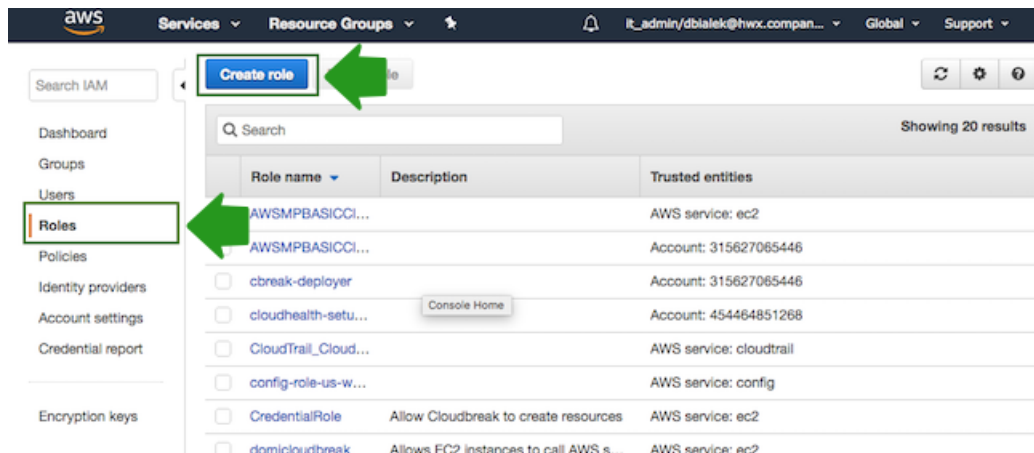 aws Services Resource Groups it_admin/dbialek@hwx.compan... Global Support
Search IAM
Create role
Dashboard
Groups
Users
Roles
Policies
Identity providers
Account settings
Credential report
Encryption keys
Search Showing 20 results
Role name Description Trusted entities
AWSMPBASICCI... AWS service: ec2
AWSMPBASICCI... Account: 315627065446
cbreak-deployer Account: 315627065446
Console Home
cloudhealth-setu... Account: 454464851268
CloudTrail_Cloud... AWS service: cloudtrail
config-role-us-w... AWS service: config
CredentialRole Allow Cloudbreak to create resources AWS service: ec2
domicloudbreak Allows EC2 instances to call AWS s... AWS service: ec2